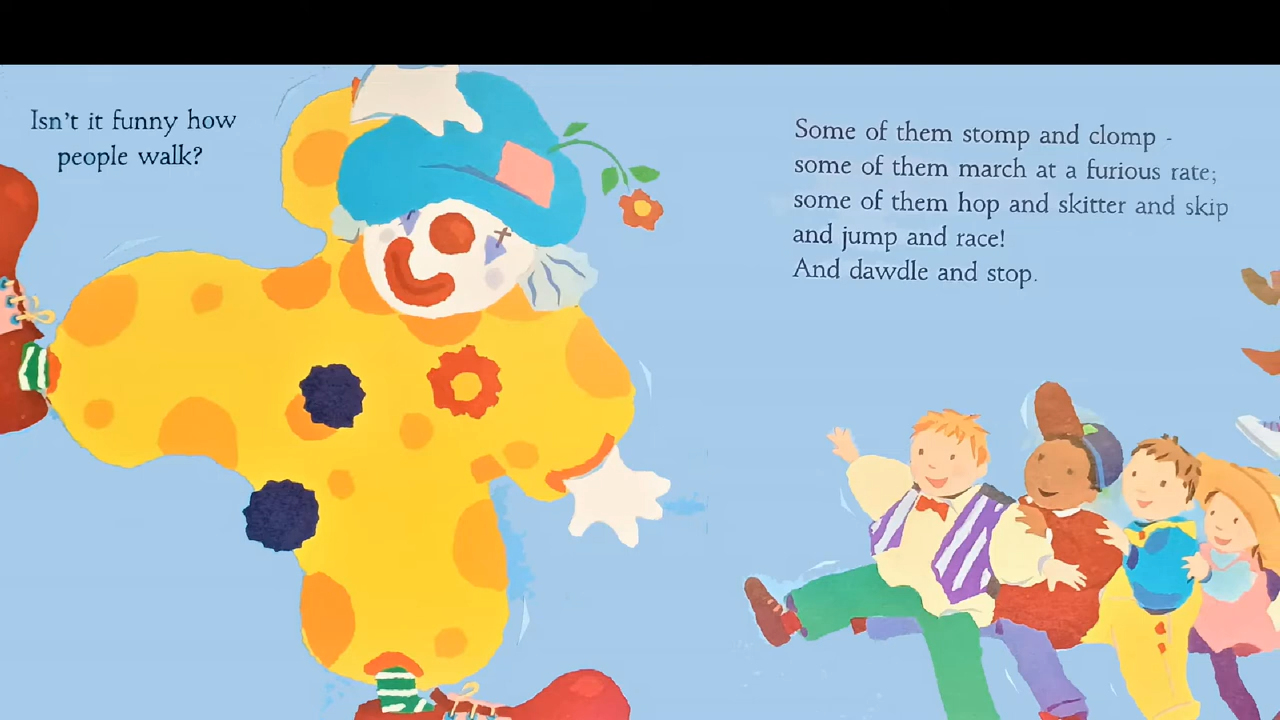 Isn't it funny how
people walk?
Some of them stomp and clomp -
some of them march at a furious rate;
some of them hop and skitter and skip
and jump and race!
And dawdle and stop.